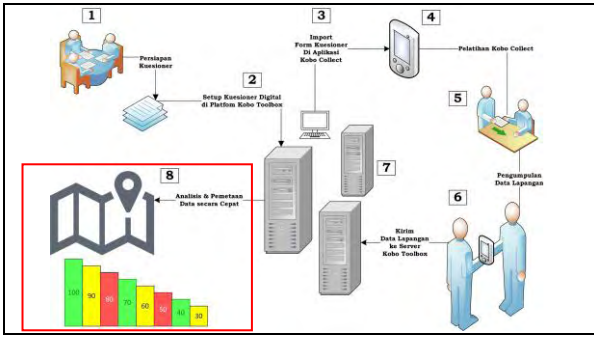 1
Persiapan
Kuesioner
2
Setup Kuesioner Digital
di Platfom Kobo Toolbox
3
Import
Form Kuesioner
Di Aplikasi
Kobo Collect
4
Pelatihan Kobo Collect
5
Pengumpulan
Data Lapangan
6
Kirim
Data Lapangan
ke Server
Kobo Toolbon
7
8
Analisis & Pemetaan
Data secara Cepat
100
90
80
70
60
50
40
30